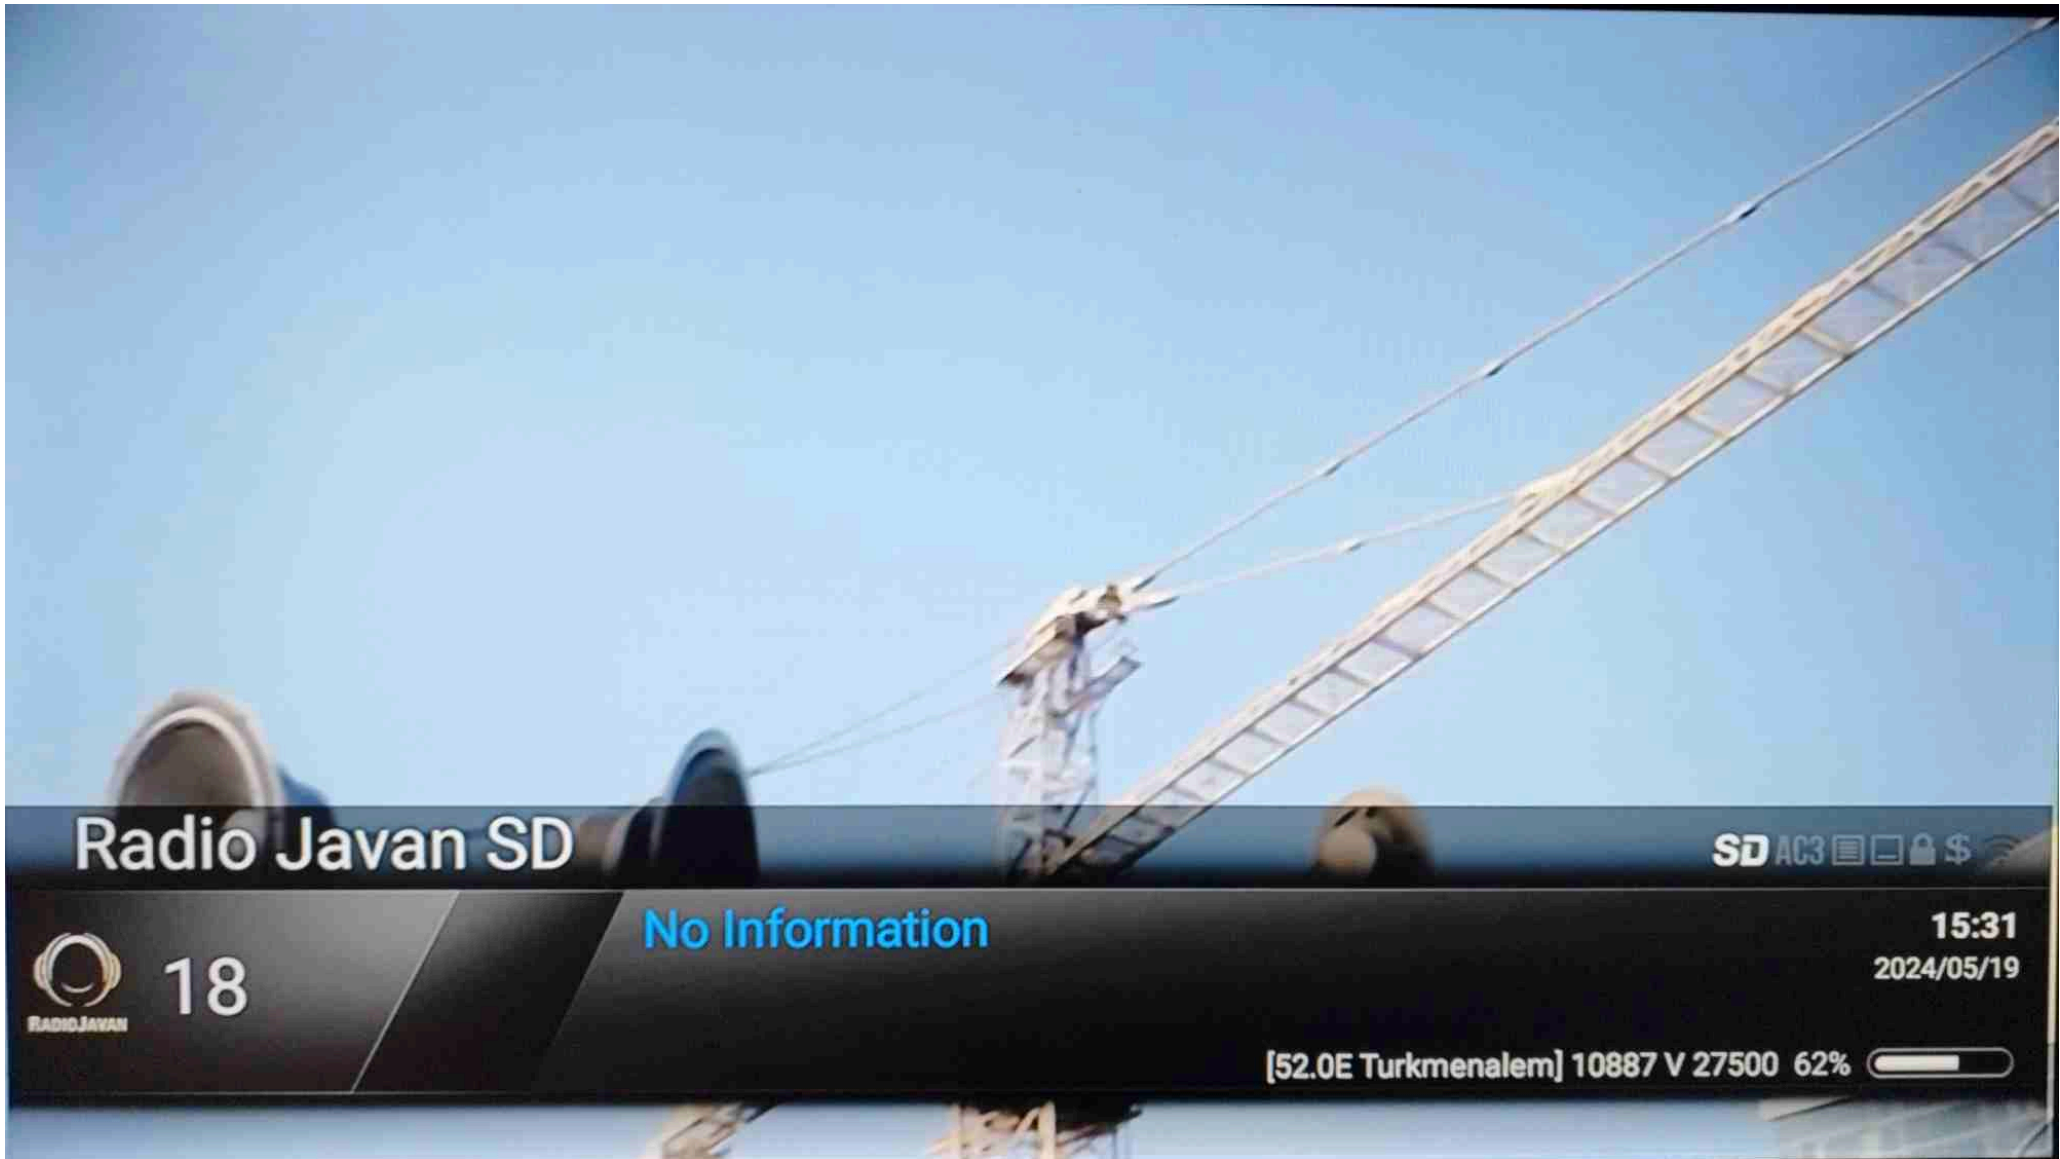 Radio Javan SD
SD AC3 $
RADIOJAVAN
18
No Information
15:31
2024/05/19
[52.0E Turkmenalem] 10887 V 27500 62%